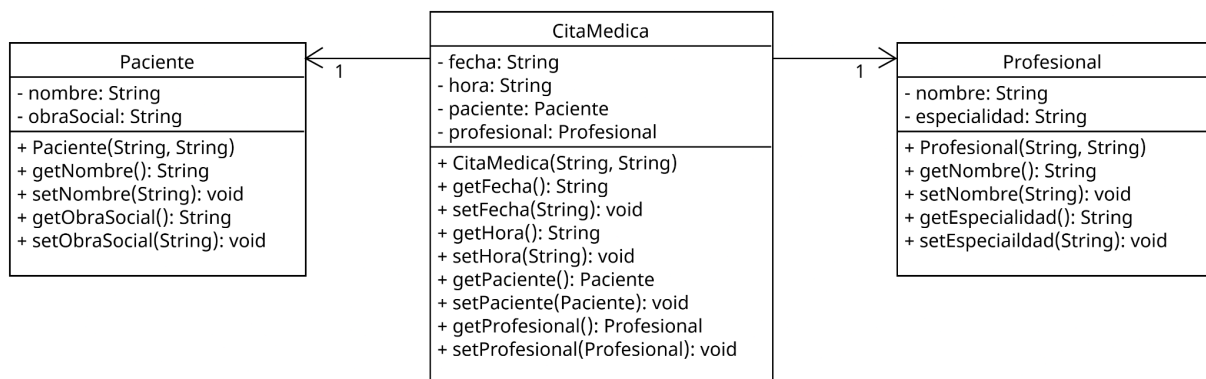 Paciente
- nombre: String
- obraSocial: String
+ Paciente(String, String)
+ getNombre(): String
+ setNombre(String): void
+ getObraSocial(): String
+ setObraSocial(String): void
1
CitaMedica
- fecha: String
- hora: String
- paciente: Paciente
- profesional: Profesional
+ CitaMedica(String, String)
+ getFecha(): String
+ setFecha(String): void
+ getHora(): String
+ setHora(String): void
+ getPaciente(): Paciente
+ setPaciente(Paciente): void
+ getProfesional(): Profesional
+ setProfesional(Profesional): void
1
Profesional
- nombre: String
- especialidad: String
+ Profesional(String, String)
+ getNombre(): String
+ setNombre(String): void
+ getEspecialidad(): String
+ setEspeciaildad(String): void